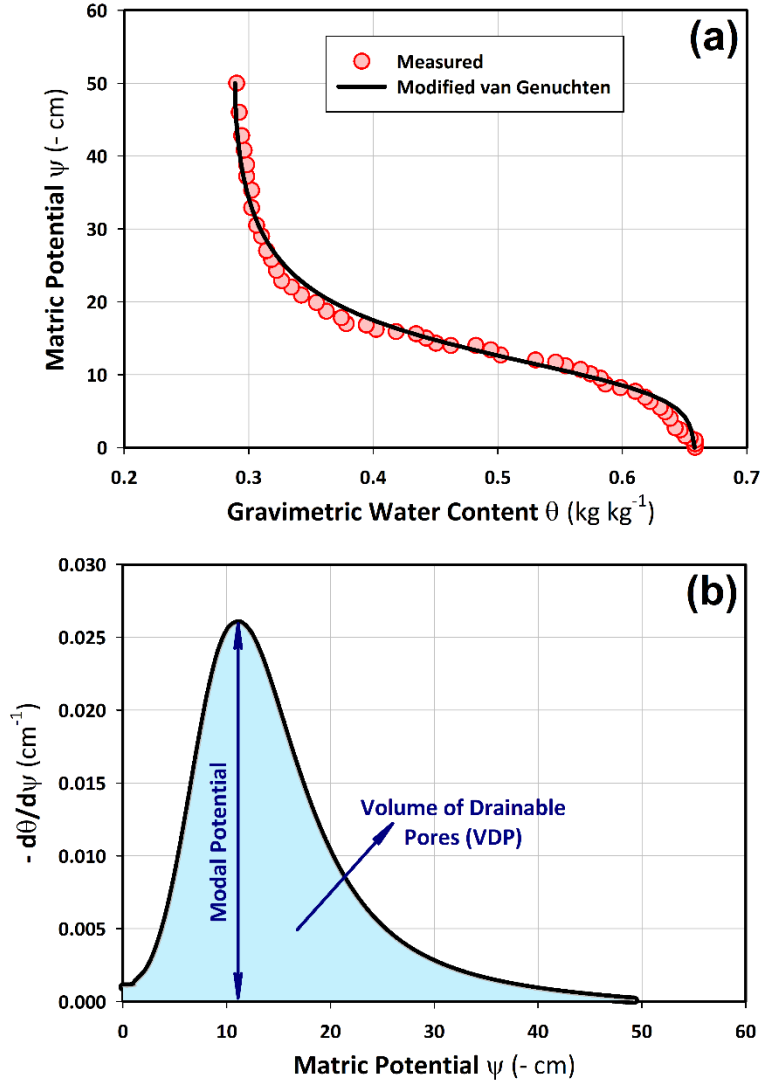 (a)
Measured
Modified van Genuchten
Matric Potential ψ (- cm)
60
50
40
30
20
10
0
0.2 0.3 0.4 0.5 0.6 0.7
Gravimetric Water Content θ (kg kg⁻¹)
(b)
- dθ/dψ (cm⁻¹)
0.030
0.025
0.020
0.015
0.010
0.005
0.000
Modal Potential
Volume of Drainable
Pores (VDP)
0 10 20 30 40 50 60
Matric Potential ψ (- cm)